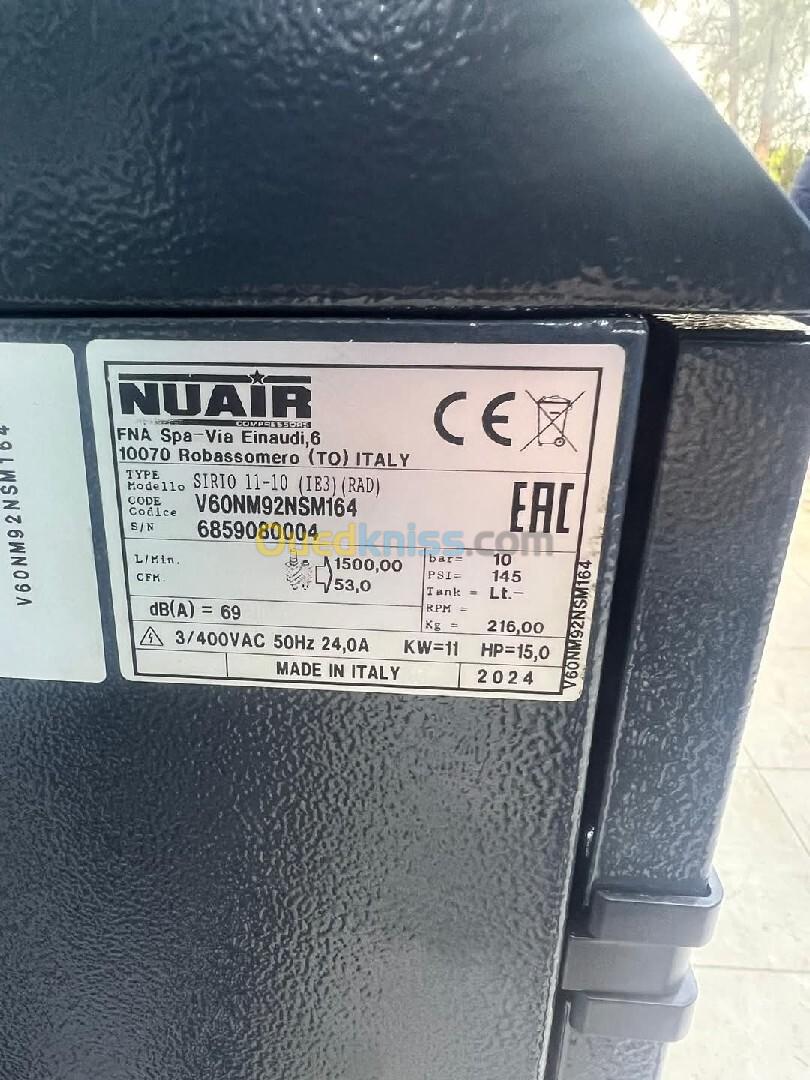 NUAIR
COMPRESSORS
FNA Spa-Via Einaudi,6
10070 Robassomero (TO) ITALY
TYPE
Modello SIRIO 11-10 (IE3)(RAD)
CODE
Codice V60NM92NSM164
S/N 6859060004
CE
EAC
L/Min. 1500,00
CFM. 53,0
bar= 10
PSI= 145
Tank = Lt.-
RPM =
Kg = 216,00
dB(A) = 69
3/400VAC 50Hz 24,0A KW=11 HP=15,0
MADE IN ITALY 2024
V60NM92NSM164
V60NM92NSM164
Ouedkniss.com